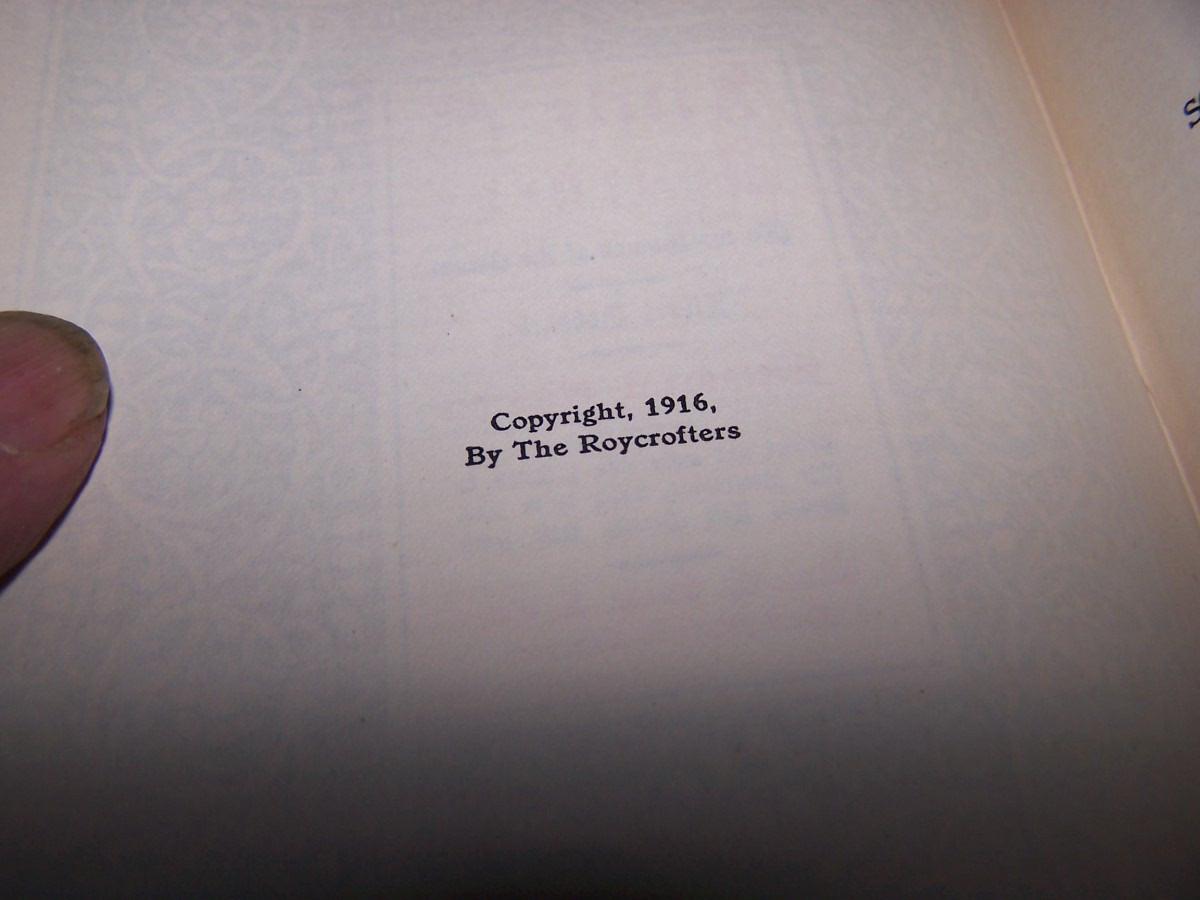 Copyright, 1916,
By The Roycrofters